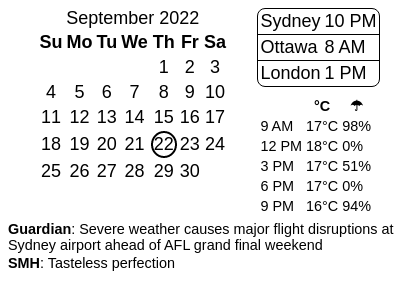 September 2022
Su Mo Tu We Th Fr Sa
1 2 3
4 5 6 7 8 9 10
11 12 13 14 15 16 17
18 19 20 21 22 23 24
25 26 27 28 29 30
Sydney 10 PM
Ottawa 8 AM
London 1 PM
°C ☂
9 AM 17°C 98%
12 PM 18°C 0%
3 PM 17°C 51%
6 PM 17°C 0%
9 PM 16°C 94%
Guardian: Severe weather causes major flight disruptions at
Sydney airport ahead of AFL grand final weekend
SMH: Tasteless perfection